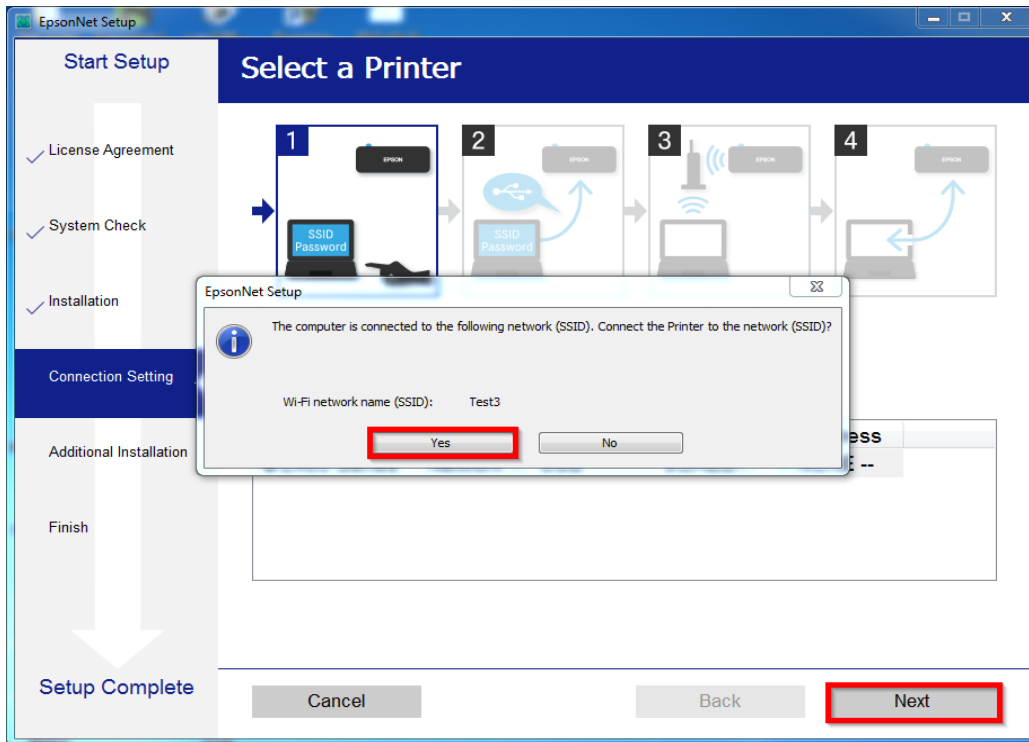 EpsonNet Setup
Start Setup
Select a Printer
License Agreement
System Check
Installation
Connection Setting
Additional Installation
Finish
Setup Complete
1
EPSON
SSID
Password
2
EPSON
SSID
Password
3
EPSON
4
EPSON
EpsonNet Setup
The computer is connected to the following network (SSID). Connect the Printer to the network (SSID)?
Wi-Fi network name (SSID): Test3
Yes No
ess
--
Cancel Back Next